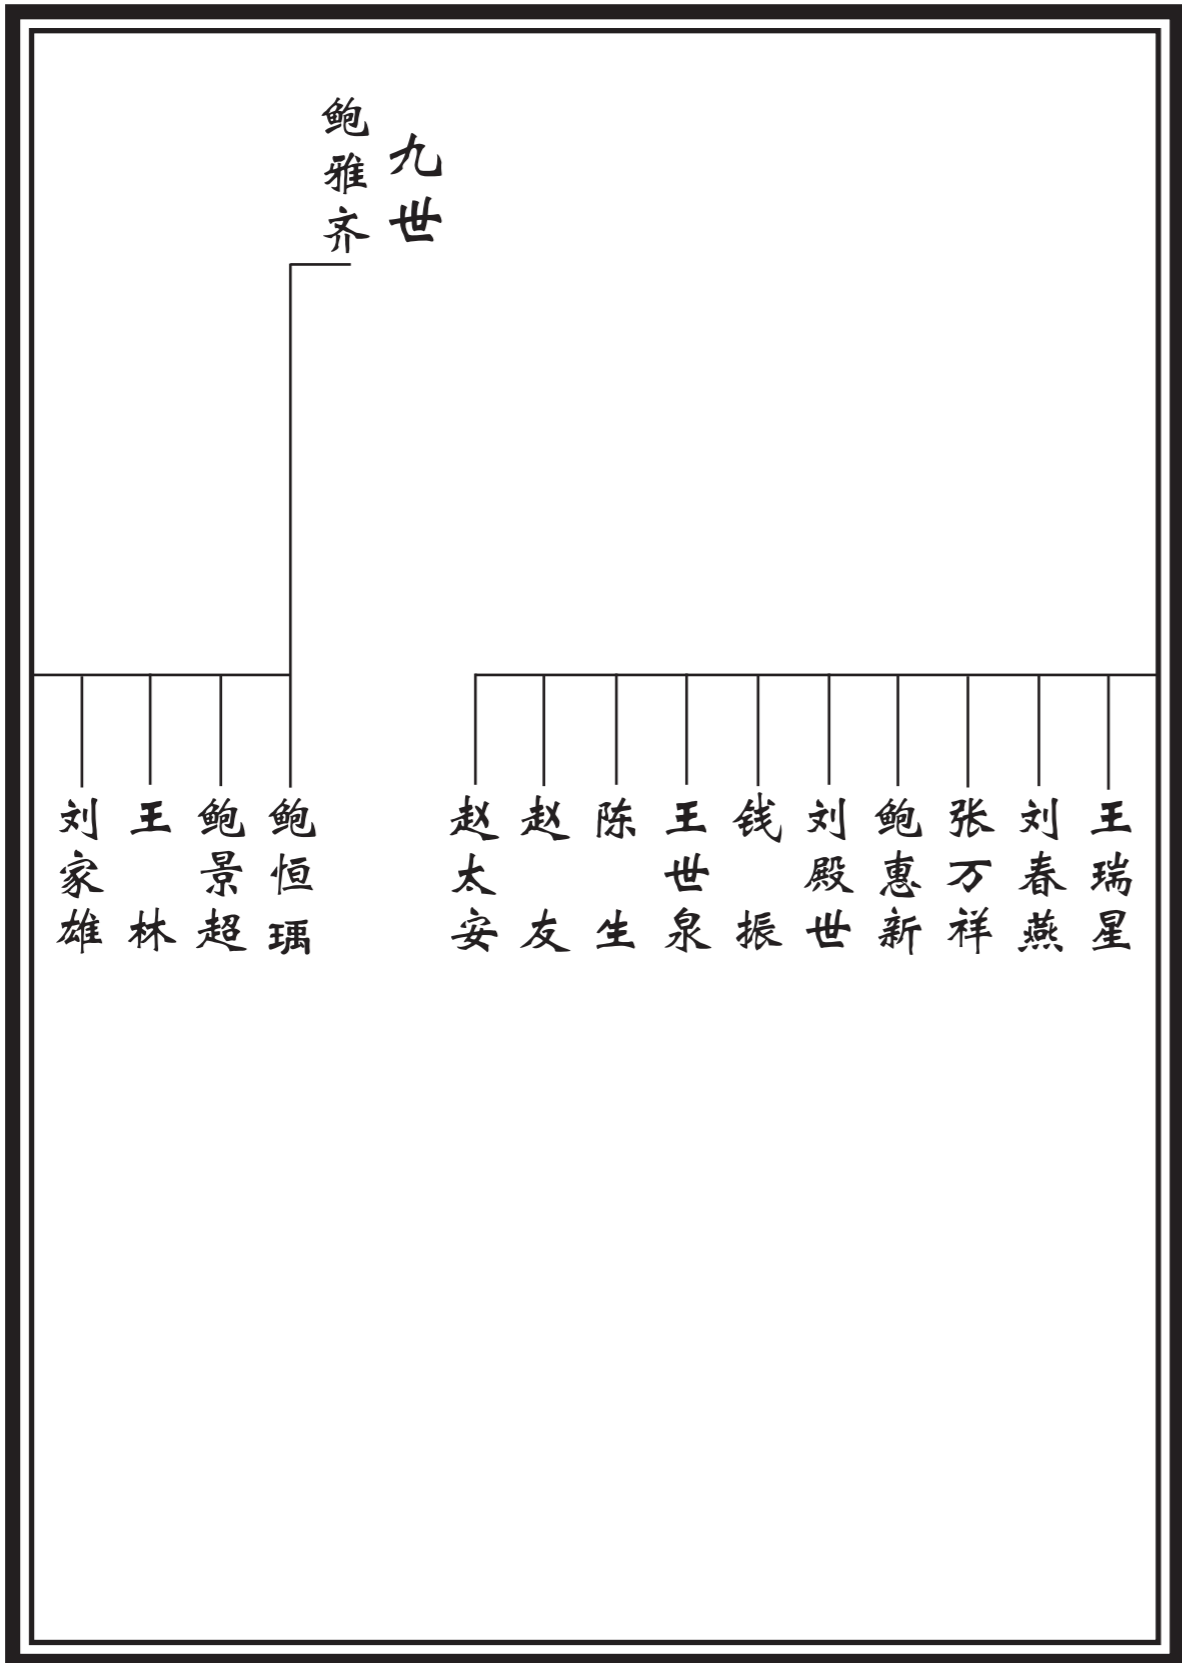 九世
鲍雅齐
王瑞星
刘春燕
张万祥
鲍惠新
刘殿世
钱振
王世泉
陈生
赵友
赵太安
鲍恒瑀
鲍景超
王林
刘家雄